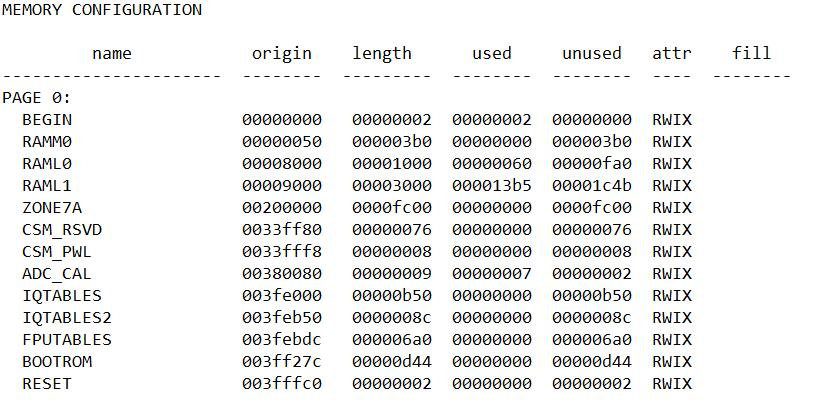 MEMORY CONFIGURATION
name origin length used unused attr fill
---------------------- -------- --------- -------- -------- ---- --------
PAGE 0:
BEGIN 00000000 00000002 00000002 00000000 RWIX
RAMM0 00000050 000003b0 00000000 000003b0 RWIX
RAML0 00008000 00001000 00000060 00000fa0 RWIX
RAML1 00009000 00003000 000013b5 00001c4b RWIX
ZONE7A 00200000 0000fc00 00000000 0000fc00 RWIX
CSM_RSVD 0033ff80 00000076 00000000 00000076 RWIX
CSM_PWL 0033fff8 00000008 00000000 00000008 RWIX
ADC_CAL 00380080 00000009 00000007 00000002 RWIX
IQTABLES 003fe000 00000b50 00000000 00000b50 RWIX
IQTABLES2 003feb50 0000008c 00000000 0000008c RWIX
FPUTABLES 003febdc 000006a0 00000000 000006a0 RWIX
BOOTROM 003ff27c 00000d44 00000000 00000d44 RWIX
RESET 003fffc0 00000002 00000000 00000002 RWIX